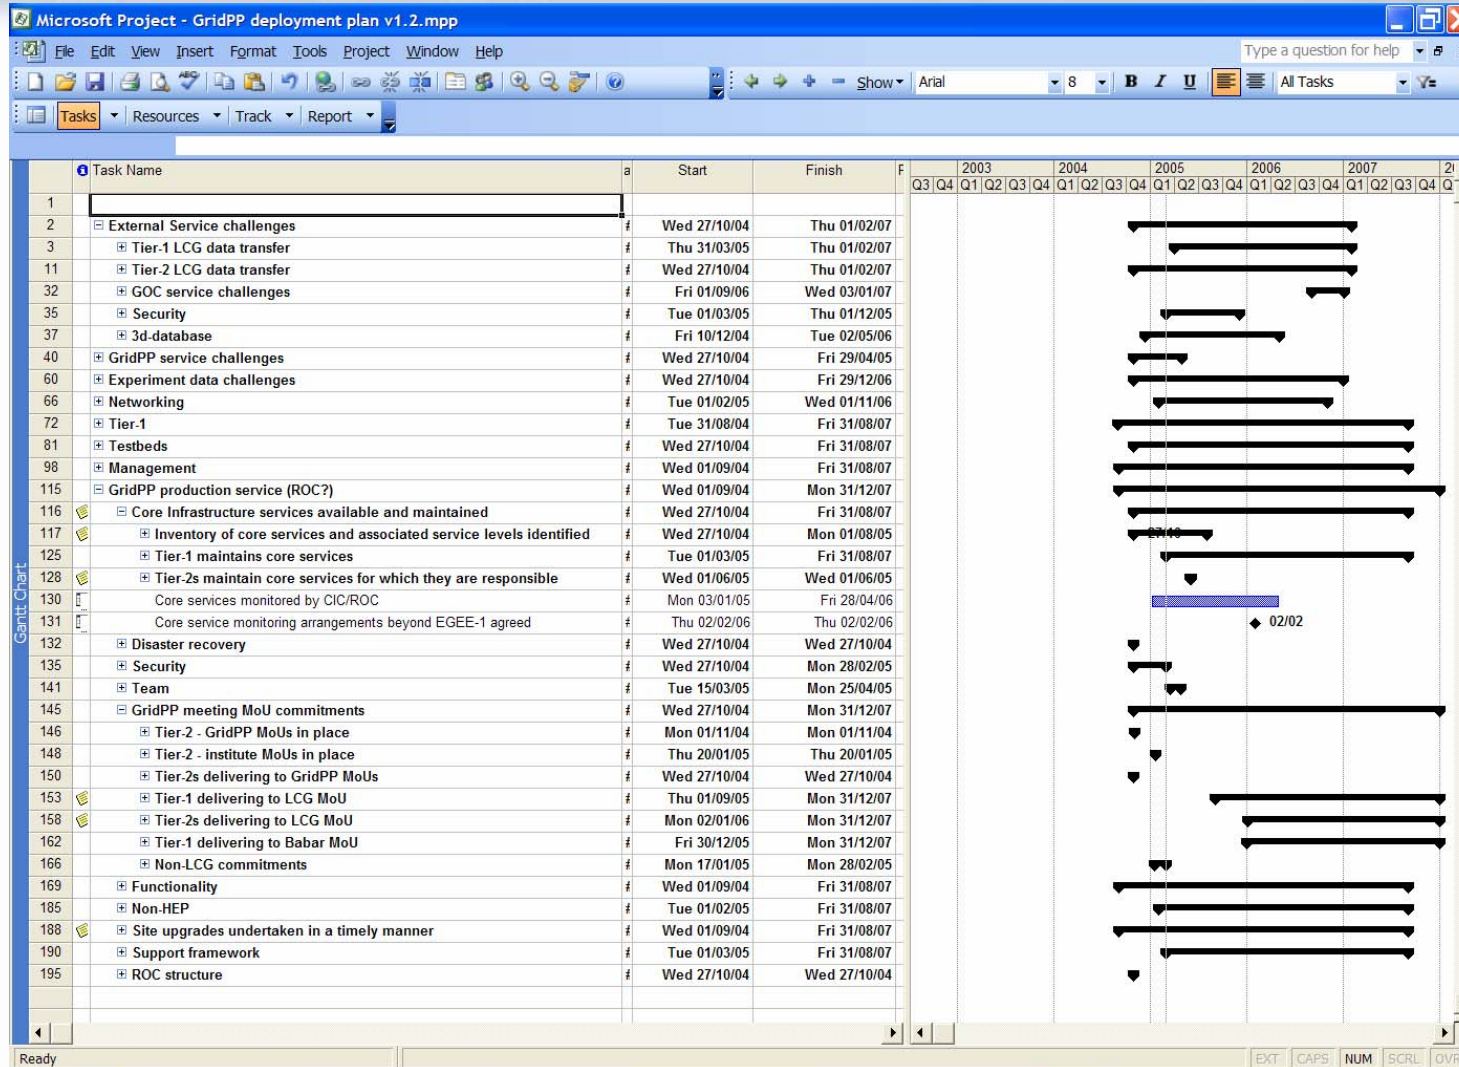 Microsoft Project - GridPP deployment plan v1.2.mpp
File Edit View Insert Format Tools Project Window Help Type a question for help
Show Arial 8 B I U All Tasks
Tasks Resources Track Report
Task Name a Start Finish F 2003 2004 2005 2006 2007
Q3 Q4 Q1 Q2 Q3 Q4 Q1 Q2 Q3 Q4 Q1 Q2 Q3 Q4 Q1 Q2 Q3 Q4 Q1 Q2 Q3 Q4
1
2 External Service challenges Wed 27/10/04 Thu 01/02/07
3 Tier-1 LCG data transfer Thu 31/03/05 Thu 01/02/07
11 Tier-2 LCG data transfer Wed 27/10/04 Thu 01/02/07
32 GOC service challenges Fri 01/09/06 Wed 03/01/07
35 Security Tue 01/03/05 Thu 01/12/05
37 3d-database Fri 10/12/04 Tue 02/05/06
40 GridPP service challenges Wed 27/10/04 Fri 29/04/05
60 Experiment data challenges Wed 27/10/04 Fri 29/12/06
66 Networking Tue 01/02/05 Wed 01/11/06
72 Tier-1 Tue 31/08/04 Fri 31/08/07
81 Testbeds Wed 27/10/04 Fri 31/08/07
98 Management Wed 01/09/04 Fri 31/08/07
115 GridPP production service (ROC?) Wed 01/09/04 Mon 31/12/07
116 Core Infrastructure services available and maintained Wed 27/10/04 Fri 31/08/07
117 Inventory of core services and associated service levels identified Wed 27/10/04 Mon 01/08/05 27/10
125 Tier-1 maintains core services Tue 01/03/05 Fri 31/08/07
128 Tier-2s maintain core services for which they are responsible Wed 01/06/05 Wed 01/06/05
130 Core services monitored by CIC/ROC Mon 03/01/05 Fri 28/04/06
131 Core service monitoring arrangements beyond EGEE-1 agreed Thu 02/02/06 Thu 02/02/06 02/02
132 Disaster recovery Wed 27/10/04 Wed 27/10/04
135 Security Wed 27/10/04 Mon 28/02/05
141 Team Tue 15/03/05 Mon 25/04/05
145 GridPP meeting MoU commitments Wed 27/10/04 Mon 31/12/07
146 Tier-2 - GridPP MoUs in place Mon 01/11/04 Mon 01/11/04
148 Tier-2 - institute MoUs in place Thu 20/01/05 Thu 20/01/05
150 Tier-2s delivering to GridPP MoUs Wed 27/10/04 Wed 27/10/04
153 Tier-1 delivering to LCG MoU Thu 01/09/05 Mon 31/12/07
158 Tier-2s delivering to LCG MoU Mon 02/01/06 Mon 31/12/07
162 Tier-1 delivering to Babar MoU Fri 30/12/05 Mon 31/12/07
166 Non-LCG commitments Mon 17/01/05 Mon 28/02/05
169 Functionality Wed 01/09/04 Fri 31/08/07
185 Non-HEP Tue 01/02/05 Fri 31/08/07
188 Site upgrades undertaken in a timely manner Wed 01/09/04 Fri 31/08/07
190 Support framework Tue 01/03/05 Fri 31/08/07
195 ROC structure Wed 27/10/04 Wed 27/10/04
Gantt Chart
Ready EXT CAPS NUM SCRL OVR